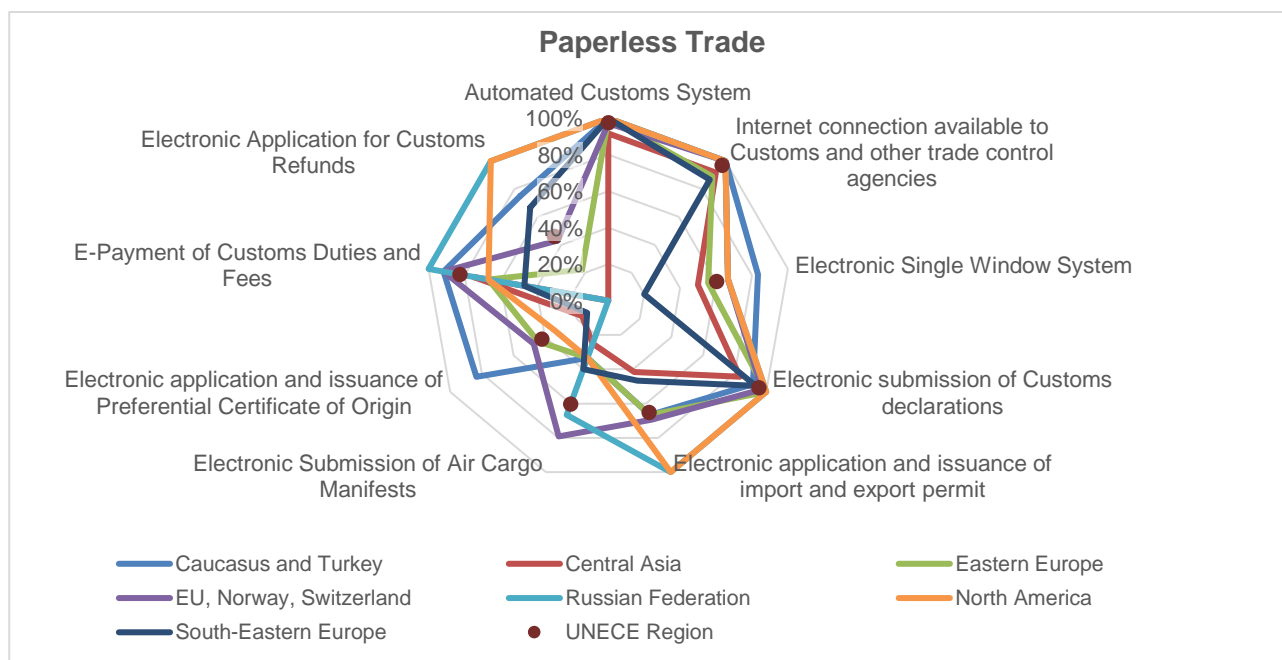 Paperless Trade
Automated Customs System
100%
80%
60%
40%
20%
0%
Internet connection available to
Customs and other trade control
agencies
Electronic Single Window System
Electronic submission of Customs
declarations
Electronic application and issuance of
import and export permit
Electronic Submission of Air Cargo
Manifests
Electronic application and issuance of
Preferential Certificate of Origin
E-Payment of Customs Duties and
Fees
Electronic Application for Customs
Refunds
Caucasus and Turkey
Central Asia
Eastern Europe
EU, Norway, Switzerland
Russian Federation
North America
South-Eastern Europe
UNECE Region